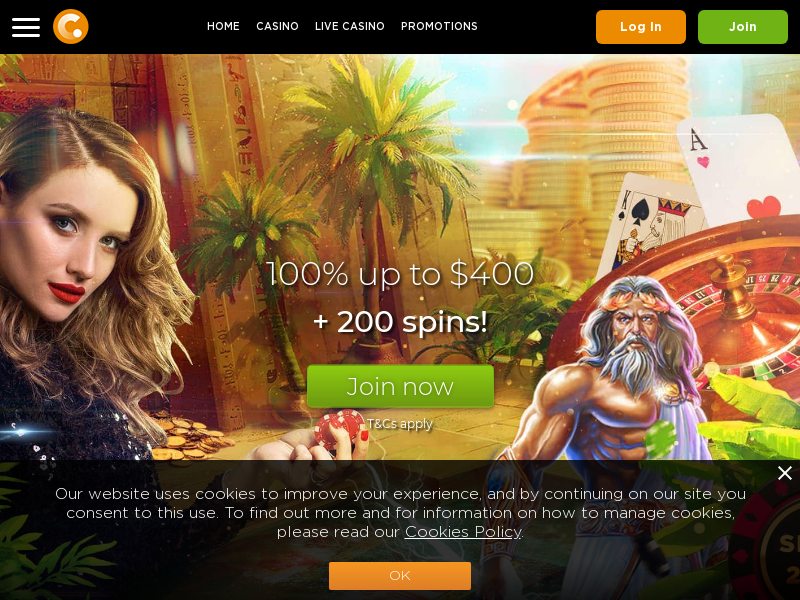 HOME CASINO LIVE CASINO PROMOTIONS Log In Join
A
K
100% up to $400
+ 200 spins!
Join now
T&Cs apply
Our website uses cookies to improve your experience, and by continuing on our site you
consent to this use. To find out more and for information on how to manage cookies,
please read our Cookies Policy.
OK